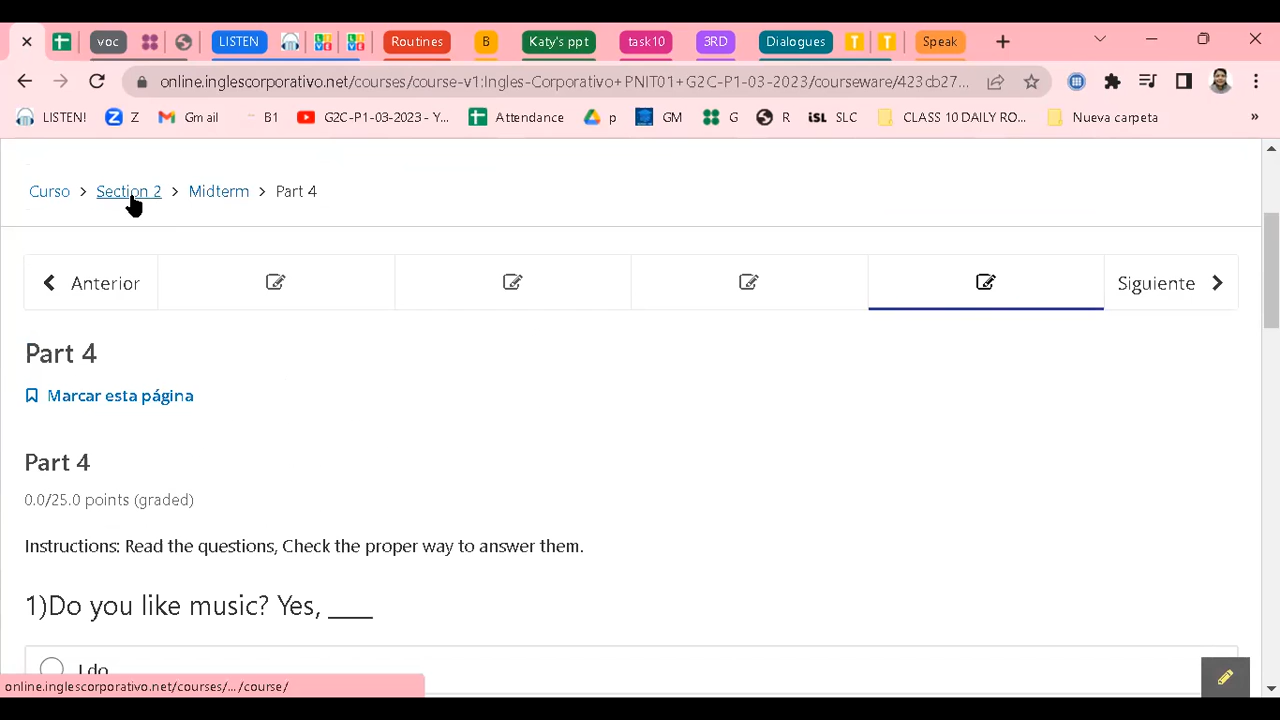 voc LISTEN Routines B Katy's ppt task10 3RD Dialogues T T Speak
online.inglescorporativo.net/courses/course-v1:Ingles-Corporativo+PNIT01+G2C-P1-03-2023/courseware/423cb27...
LISTEN! Z Gmail B1 G2C-P1-03-2023 - Y... Attendance p GM G R isl SLC CLASS 10 DAILY RO... Nueva carpeta »
Curso > Section 2 > Midterm > Part 4
Anterior Siguiente
Part 4
Marcar esta página
Part 4
0.0/25.0 points (graded)
Instructions: Read the questions, Check the proper way to answer them.
1)Do you like music? Yes, ____
I do
online.inglescorporativo.net/courses/.../course/